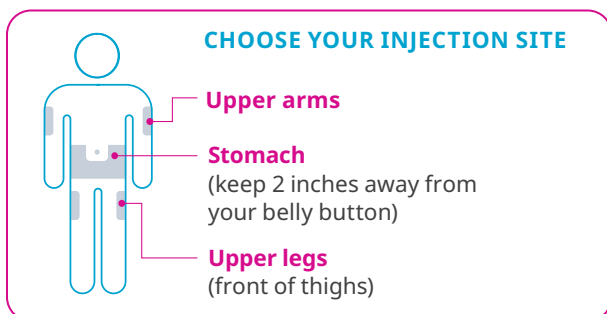 CHOOSE YOUR INJECTION SITE
Upper arms
Stomach
(keep 2 inches away from
your belly button)
Upper legs
(front of thighs)